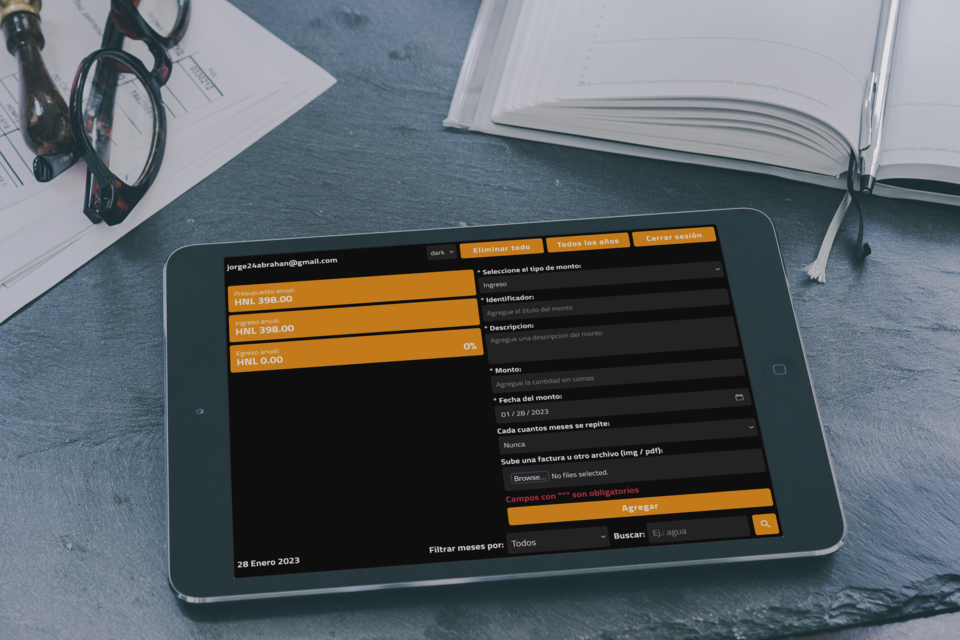 jorge24abrahan@gmail.com
dark
Eliminar todo
Todos los años
Cerrar sesión
Presupuesto anual:
HNL 398.00
Ingreso anual:
HNL 398.00
Egreso anual:
HNL 0.00
0%
* Seleccione el tipo de monto:
Ingreso
* Identificador:
Agregue el titulo del monto
* Descripcion:
Agregue una descripcion del monto
* Monto:
Agregue la cantidad sin comas
* Fecha del monto:
01 / 28 / 2023
Cada cuantos meses se repite:
Nunca
Sube una factura u otro archivo (img / pdf):
Browse... No files selected.
Campos con "*" son obligatorios
Agregar
28 Enero 2023
Filtrar meses por:
Todos
Buscar:
Ej.: agua